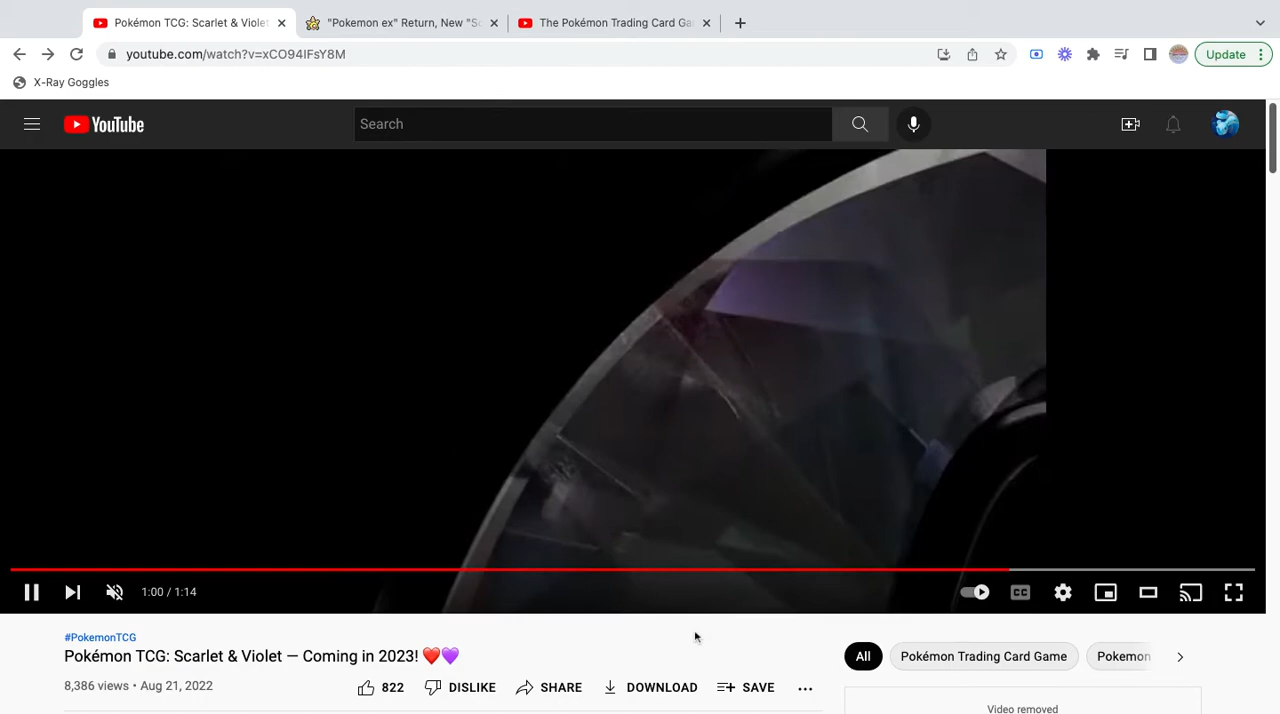 Pokémon TCG: Scarlet & Violet
"Pokemon ex" Return, New "Sc
The Pokémon Trading Card Ga
youtube.com/watch?v=xCO94IFsY8M
Update
X-Ray Goggles
YouTube
Search
1:00 / 1:14
CC
#PokemonTCG
Pokémon TCG: Scarlet & Violet — Coming in 2023! ❤️💜
8,386 views • Aug 21, 2022
822
DISLIKE
SHARE
DOWNLOAD
SAVE
All
Pokémon Trading Card Game
Pokemon
Video removed